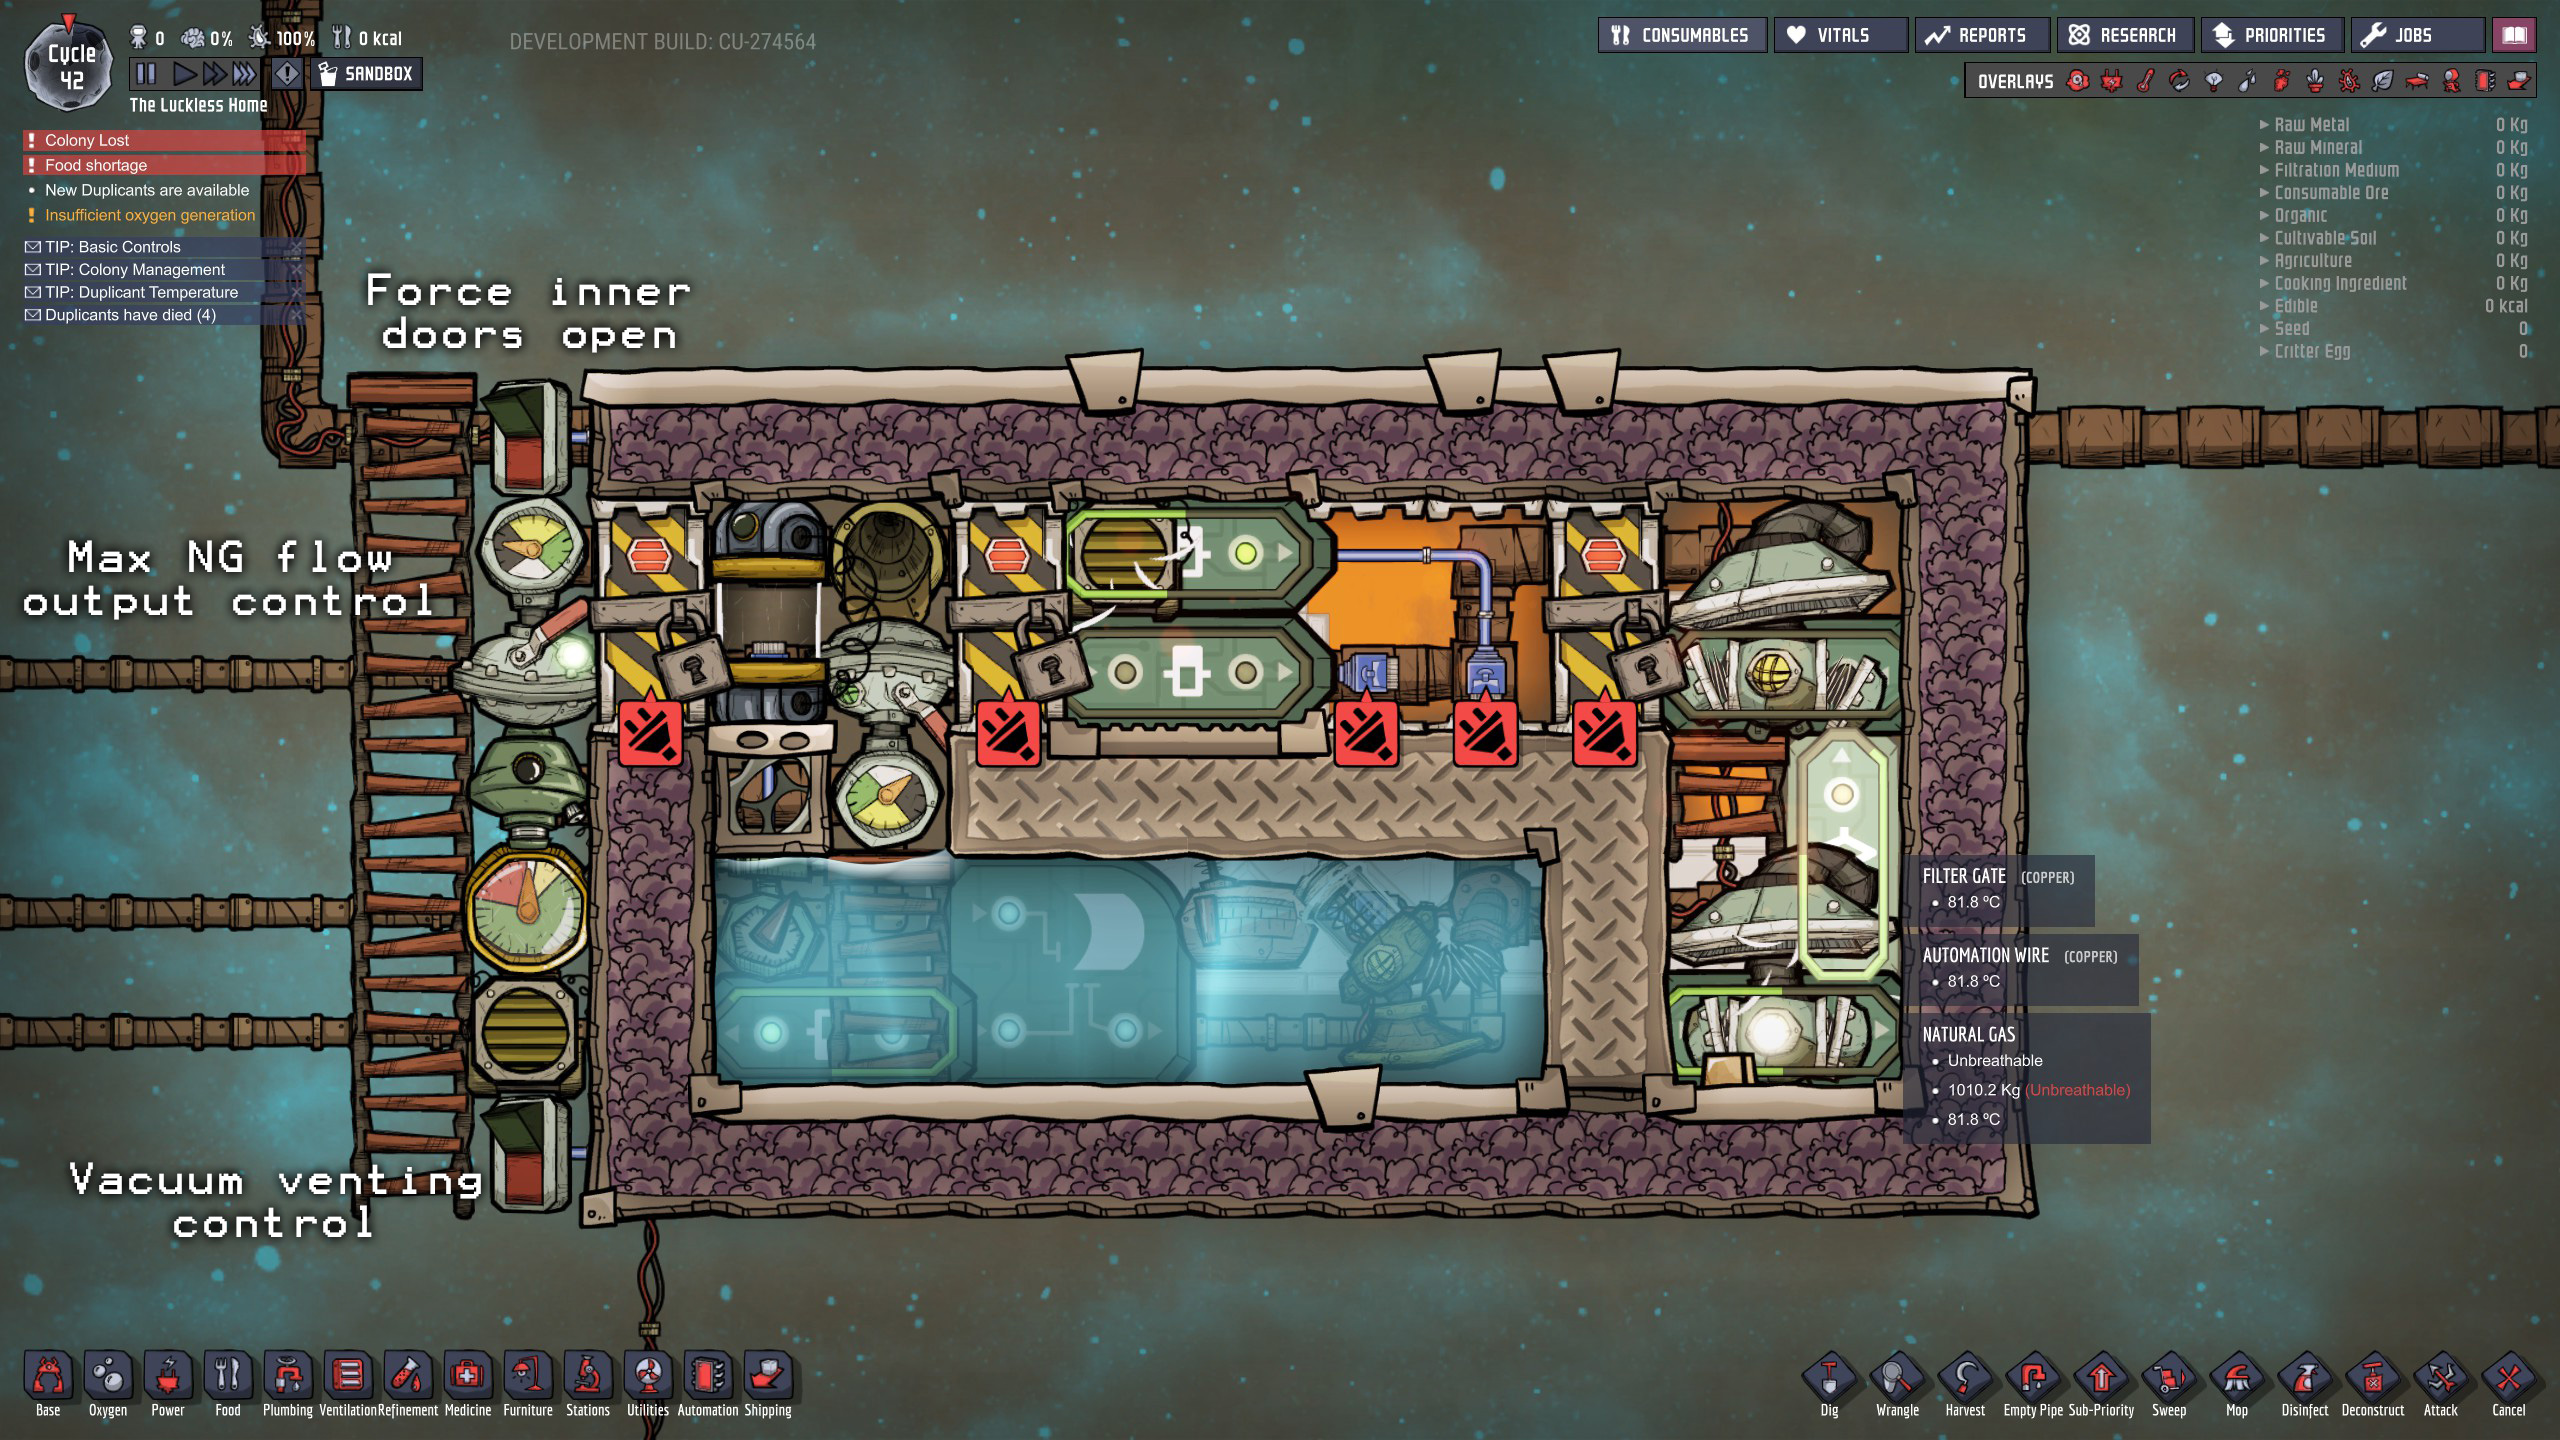 Cycle
42
0
0%
100%
0 kcal
SANDBOX
The Luckless Home
DEVELOPMENT BUILD: CU-274564
CONSUMABLES
VITALS
REPORTS
RESEARCH
PRIORITIES
JOBS
OVERLAYS
Colony Lost
Food shortage
New Duplicants are available
Insufficient oxygen generation
TIP: Basic Controls
TIP: Colony Management
TIP: Duplicant Temperature
Duplicants have died (4)
Raw Metal 0 Kg
Raw Mineral 0 Kg
Filtration Medium 0 Kg
Consumable Ore 0 Kg
Organic 0 Kg
Cultivable Soil 0 Kg
Agriculture 0 Kg
Cooking Ingredient 0 Kg
Edible 0 kcal
Seed 0
Critter Egg 0
Force inner
doors open
Max NG flow
output control
Vacuum venting
control
FILTER GATE (COPPER)
81.8 ºC
AUTOMATION WIRE (COPPER)
81.8 ºC
NATURAL GAS
Unbreathable
1010.2 Kg (Unbreathable)
81.8 ºC
Base
Oxygen
Power
Food
Plumbing
Ventilation
Refinement
Medicine
Furniture
Stations
Utilities
Automation
Shipping
Dig
Wrangle
Harvest
Empty Pipe
Sub-Priority
Sweep
Mop
Disinfect
Deconstruct
Attack
Cancel